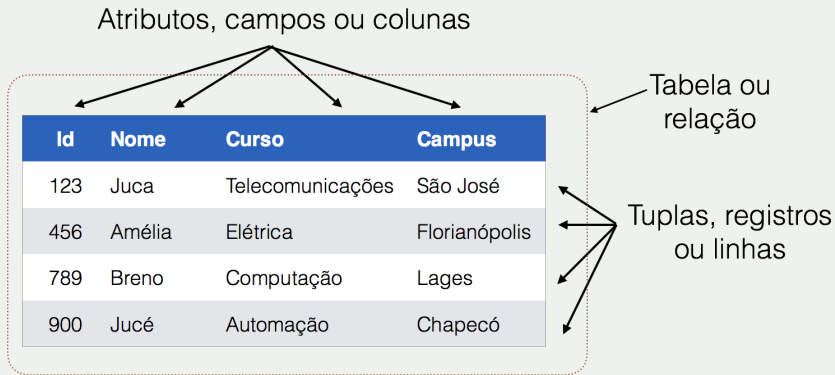 Atributos, campos ou colunas
Tabela ou
relação
Id Nome Curso Campus
123 Juca Telecomunicações São José
456 Amélia Elétrica Florianópolis
789 Breno Computação Lages
900 Jucé Automação Chapecó
Tuplas, registros
ou linhas